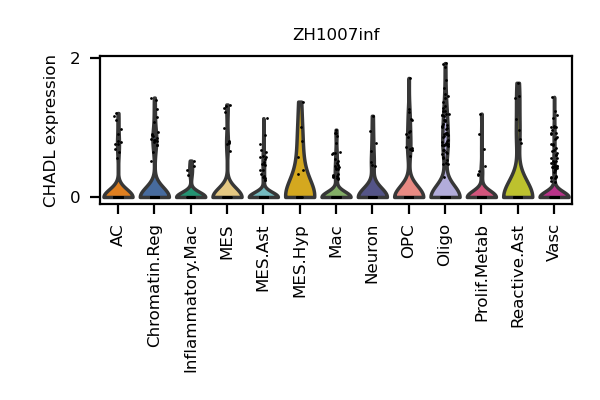 ZH1007inf
CHADL expression
2
0
AC
Chromatin.Reg
Inflammatory.Mac
MES
MES.Ast
MES.Hyp
Mac
Neuron
OPC
Oligo
Prolif.Metab
Reactive.Ast
Vasc